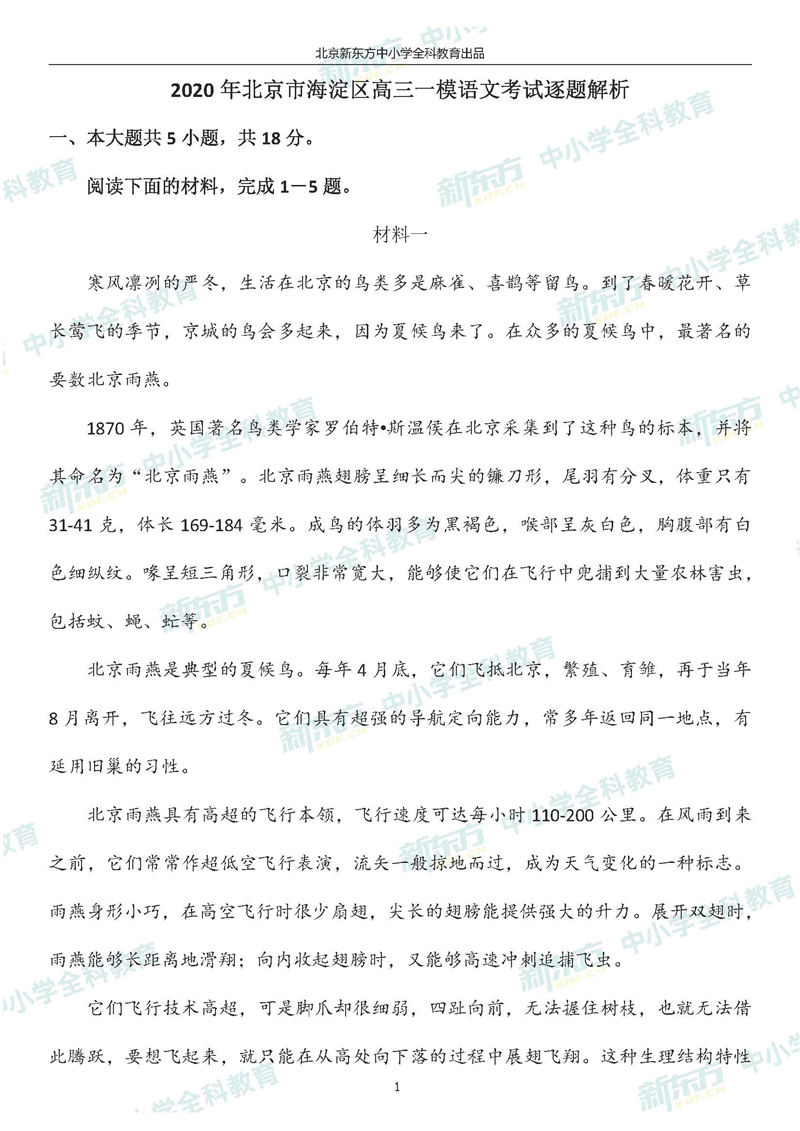 北京新东方中小学全科教育出品
2020 年北京市海淀区高三一模语文考试逐题解析
一、本大题共 5 小题，共 18 分。
阅读下面的材料，完成 1－5 题。
材料一
寒风凛冽的严冬，生活在北京的鸟类多是麻雀、喜鹊等留鸟。到了春暖花开、草
长莺飞的季节，京城的鸟会多起来，因为夏候鸟来了。在众多的夏候鸟中，最著名的
要数北京雨燕。
1870 年，英国著名鸟类学家罗伯特•斯温侯在北京采集到了这种鸟的标本，并将
其命名为“北京雨燕”。北京雨燕翅膀呈细长而尖的镰刀形，尾羽有分叉，体重只有
31-41 克，体长 169-184 毫米。成鸟的体羽多为黑褐色，喉部呈灰白色，胸腹部有白
色细纵纹。喙呈短三角形，口裂非常宽大，能够使它们在飞行中兜捕到大量农林害虫，
包括蚊、蝇、虻等。
北京雨燕是典型的夏候鸟。每年 4 月底，它们飞抵北京，繁殖、育雏，再于当年
8 月离开，飞往远方过冬。它们具有超强的导航定向能力，常多年返回同一地点，有
延用旧巢的习性。
北京雨燕具有高超的飞行本领，飞行速度可达每小时 110-200 公里。在风雨到来
之前，它们常常作超低空飞行表演，流矢一般掠地而过，成为天气变化的一种标志。
雨燕身形小巧，在高空飞行时很少扇翅，尖长的翅膀能提供强大的升力。展开双翅时，
雨燕能够长距离地滑翔；向内收起翅膀时，又能够高速冲刺追捕飞虫。
它们飞行技术高超，可是脚爪却很细弱，四趾向前，无法握住树枝，也就无法借
此腾跃，要想飞起来，就只能在从高处向下落的过程中展翅飞翔。这种生理结构特性
1
新东方 XDF.CN 中小学全科教育